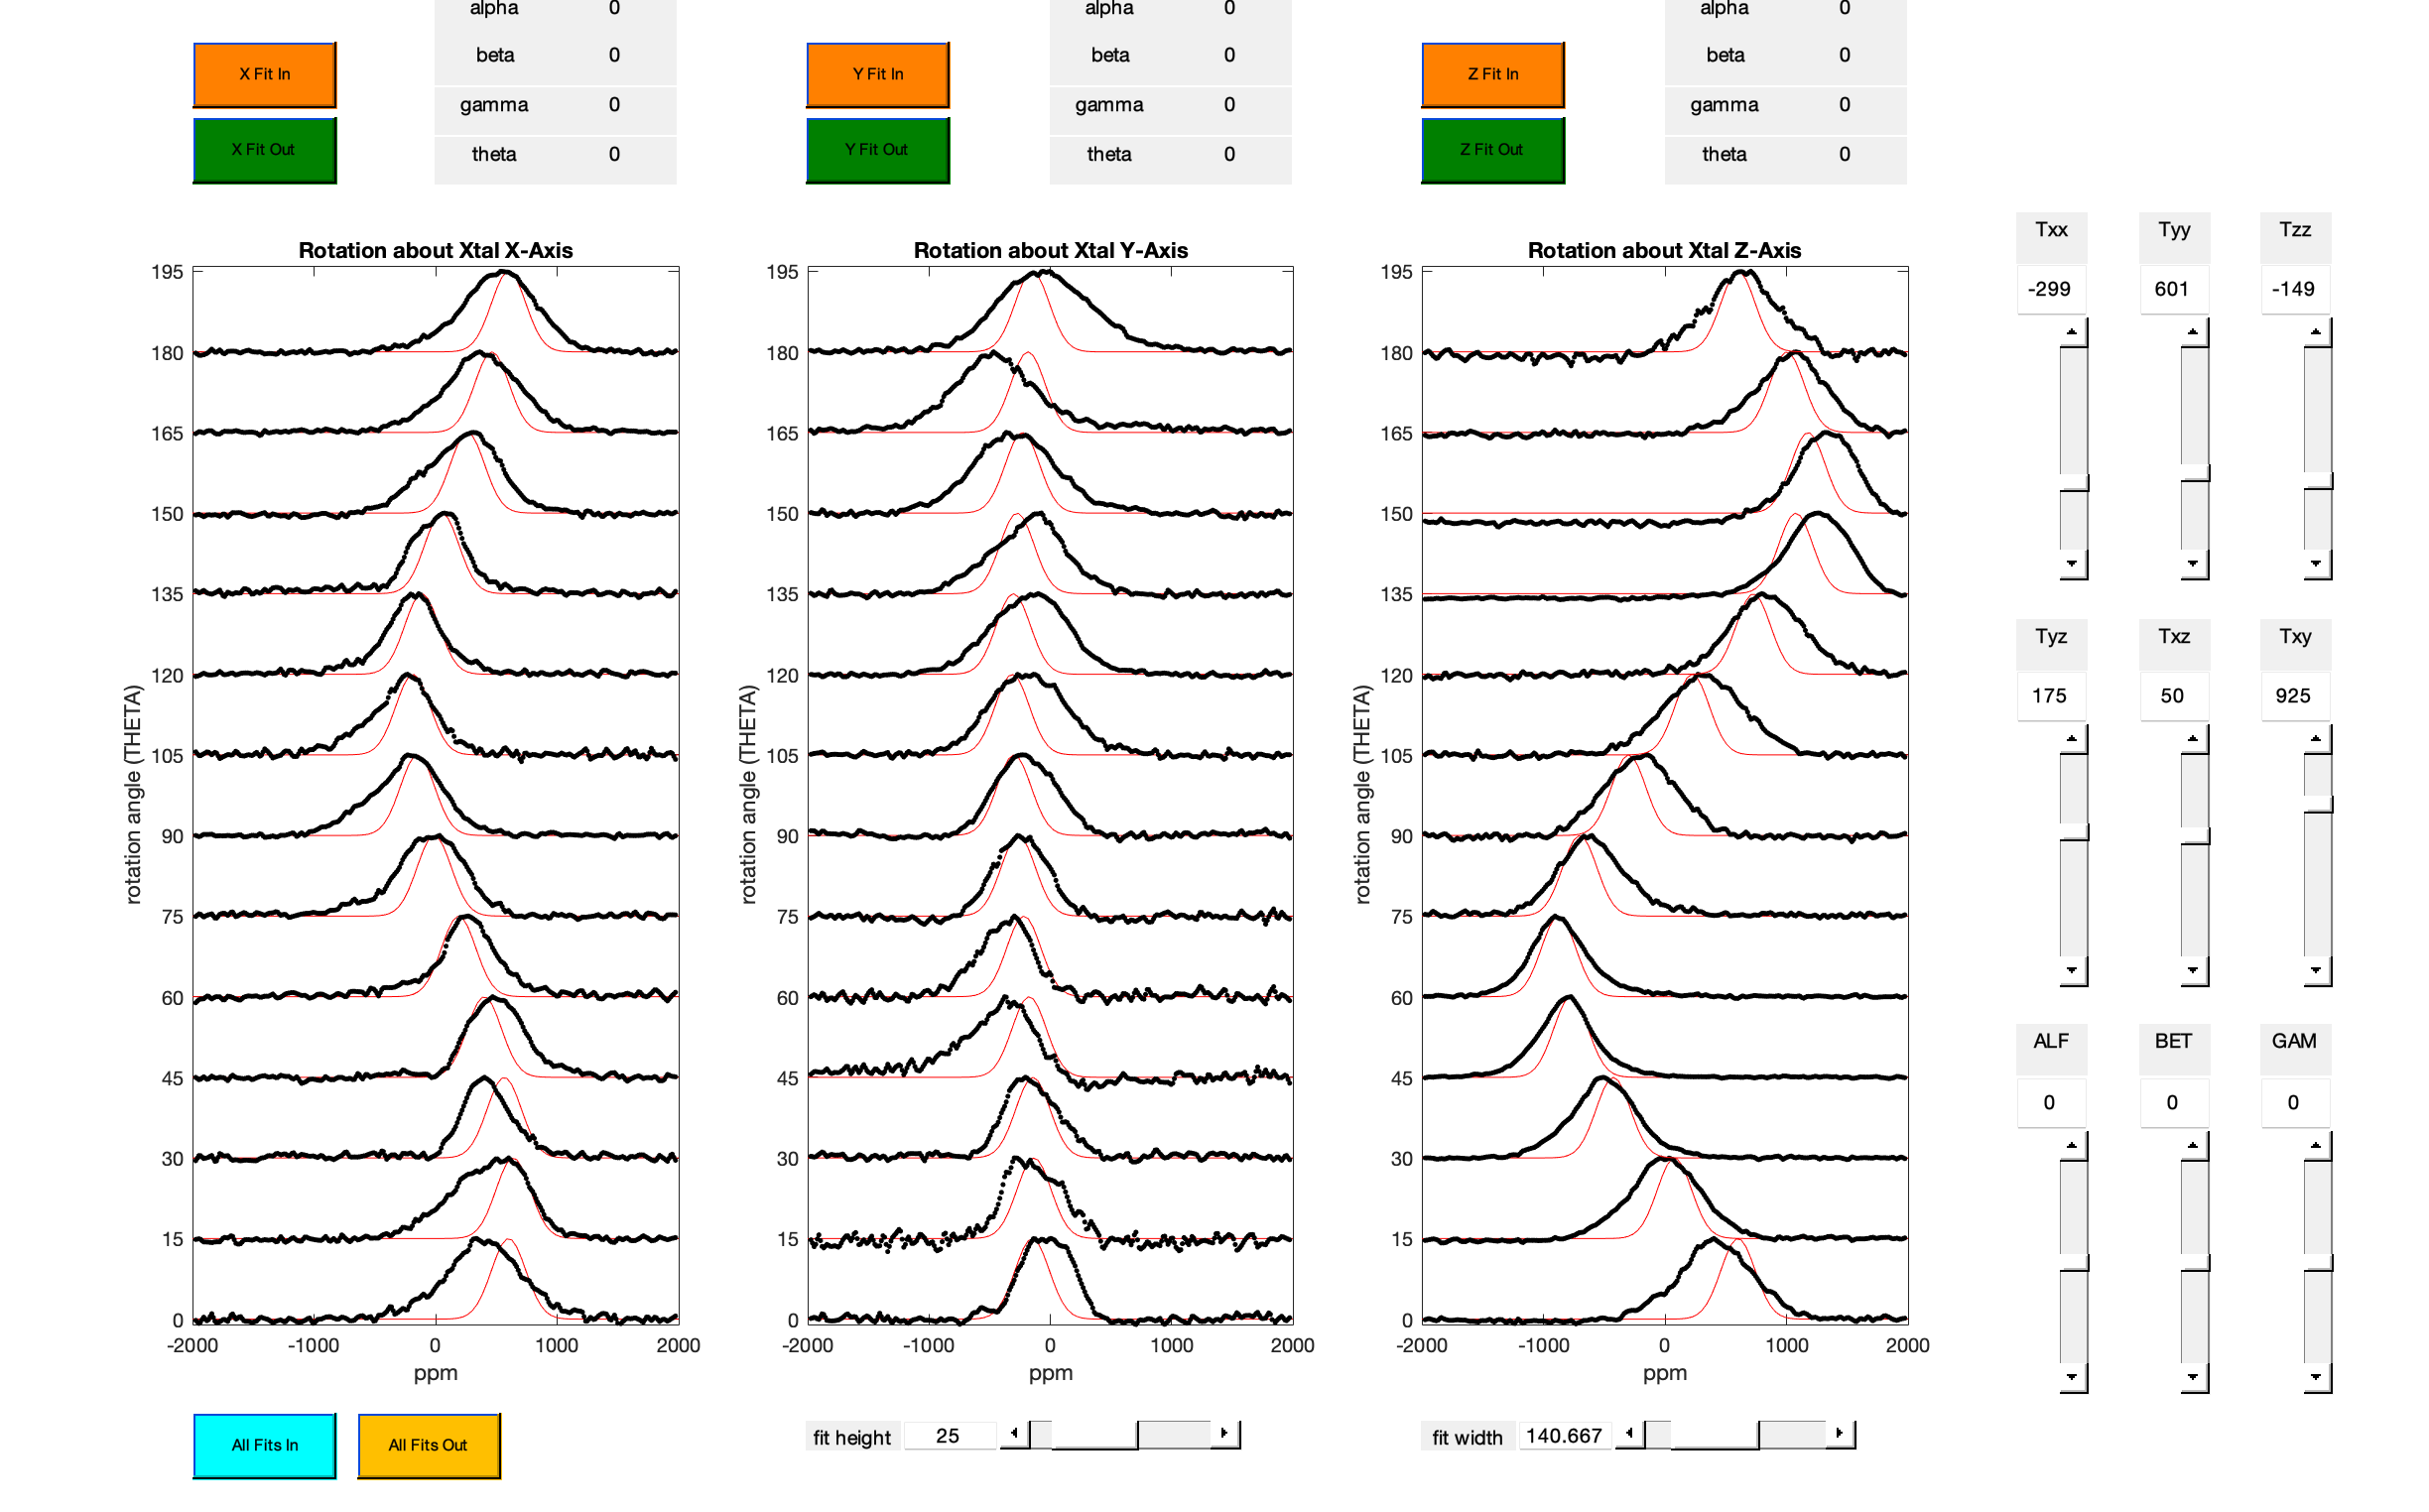 alpha 0 alpha 0 alpha 0
X Fit In beta 0 Y Fit In beta 0 Z Fit In beta 0
gamma 0 gamma 0 gamma 0
X Fit Out theta 0 Y Fit Out theta 0 Z Fit Out theta 0
Txx Tyy Tzz
-299 601 -149
Rotation about Xtal X-Axis
195
180
165
150
135
120
105
90
75
60
45
30
15
0
rotation angle (THETA)
-2000 -1000 0 1000 2000
ppm
Rotation about Xtal Y-Axis
195
180
165
150
135
120
105
90
75
60
45
30
15
0
rotation angle (THETA)
-2000 -1000 0 1000 2000
ppm
Rotation about Xtal Z-Axis
195
180
165
150
135
120
105
90
75
60
45
30
15
0
rotation angle (THETA)
-2000 -1000 0 1000 2000
ppm
Tyz Txz Txy
175 50 925
ALF BET GAM
0 0 0
All Fits In All Fits Out fit height 25 fit width 140.667